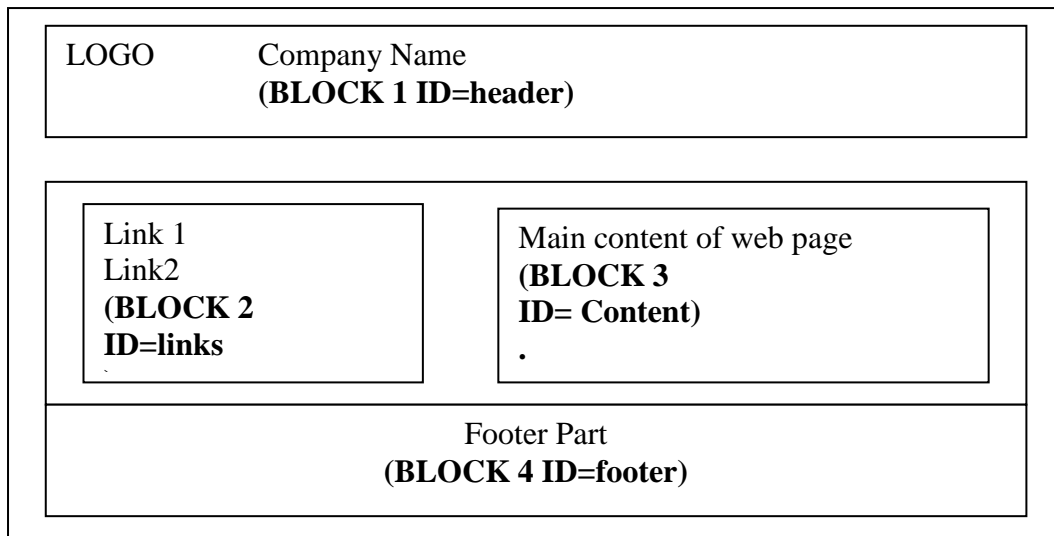 LOGO Company Name
(BLOCK 1 ID=header)
Link 1
Link2
(BLOCK 2
ID=links
Main content of web page
(BLOCK 3
ID= Content)
.
Footer Part
(BLOCK 4 ID=footer)